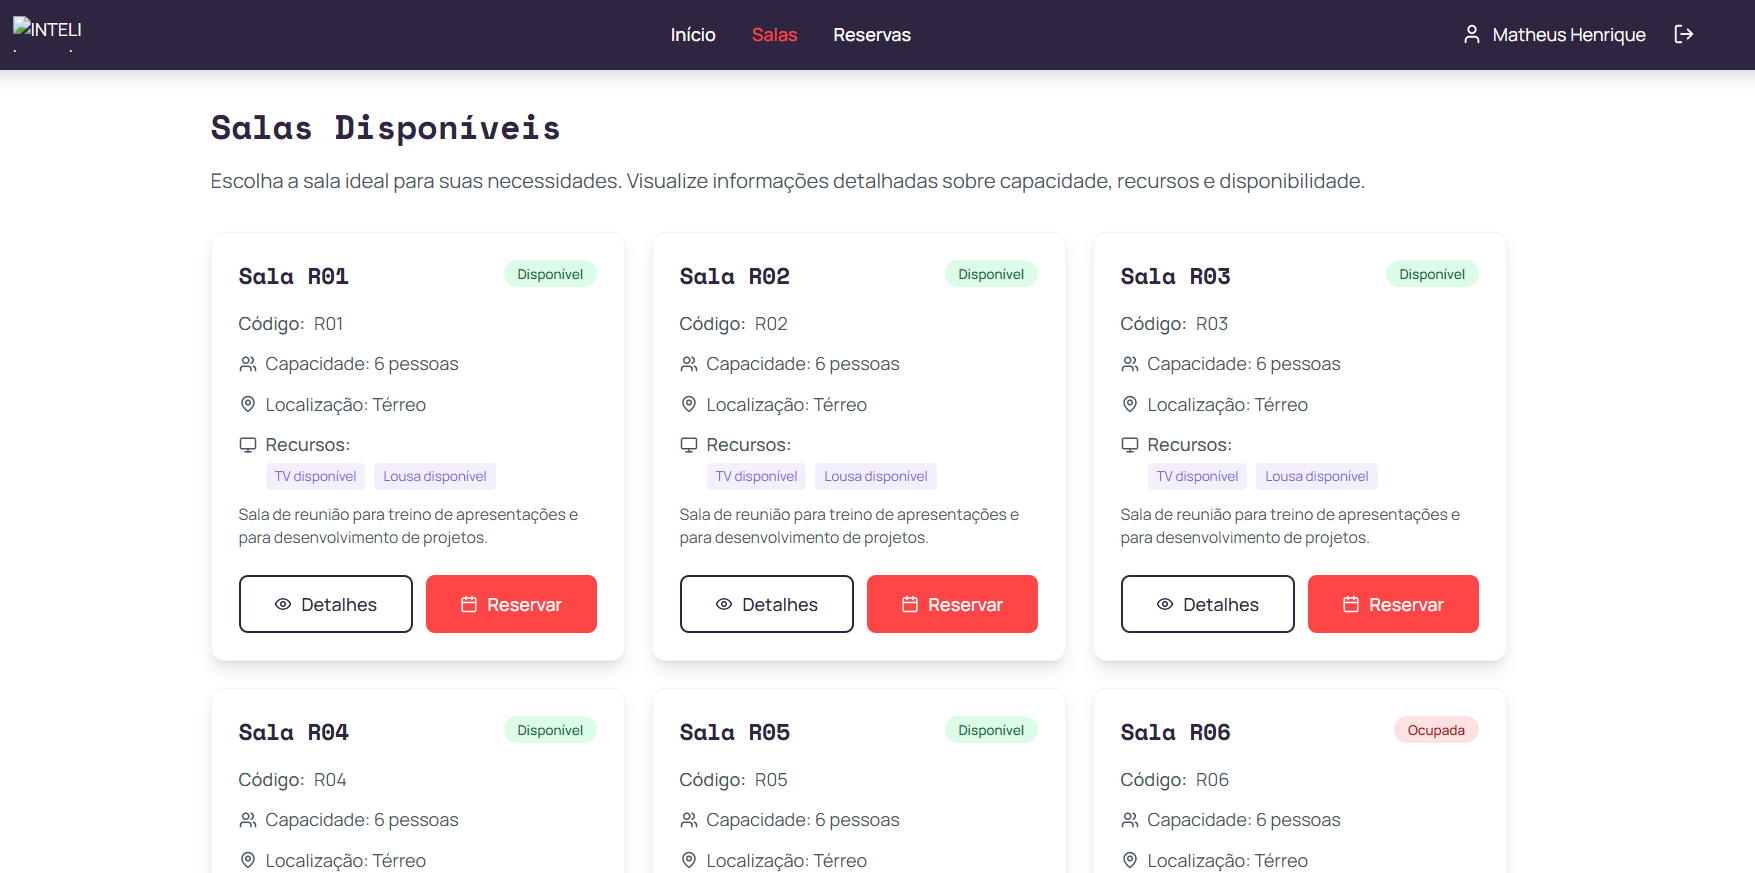 INTELI
Início
Salas
Reservas
Matheus Henrique
Salas Disponíveis
Escolha a sala ideal para suas necessidades. Visualize informações detalhadas sobre capacidade, recursos e disponibilidade.
Sala R01
Disponível
Código: R01
Capacidade: 6 pessoas
Localização: Térreo
Recursos:
TV disponível
Lousa disponível
Sala de reunião para treino de apresentações e
para desenvolvimento de projetos.
Detalhes
Reservar
Sala R02
Disponível
Código: R02
Capacidade: 6 pessoas
Localização: Térreo
Recursos:
TV disponível
Lousa disponível
Sala de reunião para treino de apresentações e
para desenvolvimento de projetos.
Detalhes
Reservar
Sala R03
Disponível
Código: R03
Capacidade: 6 pessoas
Localização: Térreo
Recursos:
TV disponível
Lousa disponível
Sala de reunião para treino de apresentações e
para desenvolvimento de projetos.
Detalhes
Reservar
Sala R04
Disponível
Código: R04
Capacidade: 6 pessoas
Localização: Térreo
Sala R05
Disponível
Código: R05
Capacidade: 6 pessoas
Localização: Térreo
Sala R06
Ocupada
Código: R06
Capacidade: 6 pessoas
Localização: Térreo